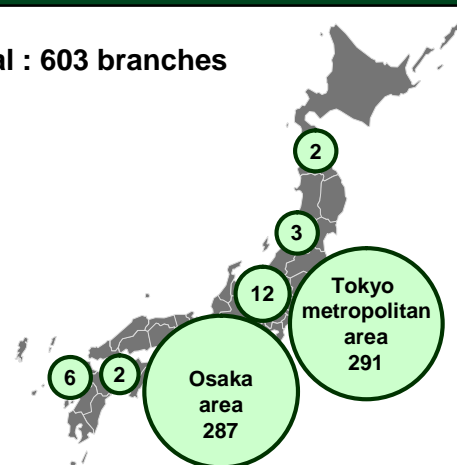 al : 603 branches
2
3
12
Tokyo
metropolitan
area
291
6
2
Osaka
area
287